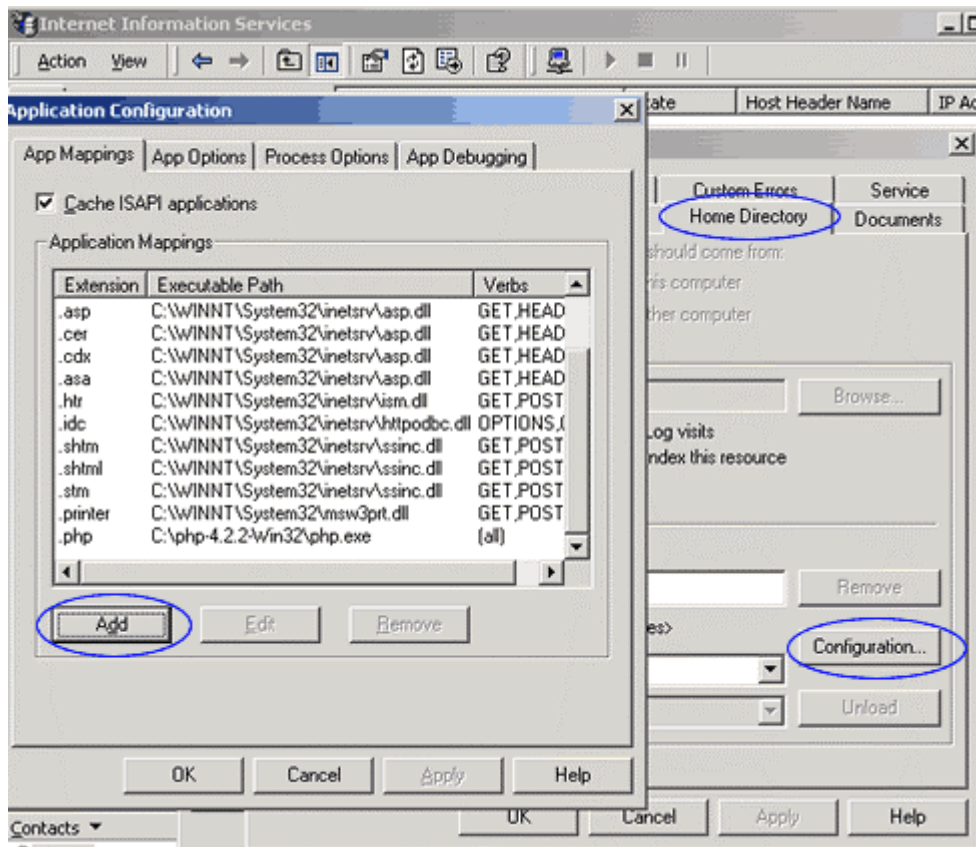 Internet Information Services
Action View
Application Configuration
App Mappings App Options Process Options App Debugging
Cache ISAPI applications
Application Mappings
Extension Executable Path Verbs
.asp C:\WINNT\System32\inetsrv\asp.dll GET,HEAD
.cer C:\WINNT\System32\inetsrv\asp.dll GET,HEAD
.cdx C:\WINNT\System32\inetsrv\asp.dll GET,HEAD
.asa C:\WINNT\System32\inetsrv\asp.dll GET,HEAD
.htr C:\WINNT\System32\inetsrv\ism.dll GET,POST
.idc C:\WINNT\System32\inetsrv\httpodbc.dll OPTIONS,(
.shtm C:\WINNT\System32\inetsrv\ssinc.dll GET,POST
.shtml C:\WINNT\System32\inetsrv\ssinc.dll GET,POST
.stm C:\WINNT\System32\inetsrv\ssinc.dll GET,POST
.printer C:\WINNT\System32\msw3prt.dll GET,POST
.php C:\php-4.2.2-Win32\php.exe (all)
Add Edit Remove
OK Cancel Apply Help
Host Header Name IP Ad
Custom Errors Service
Home Directory Documents
should come from:
his computer
ther computer
Browse...
Log visits
ndex this resource
Remove
es>
Configuration...
Unload
OK Cancel Apply Help
Contacts